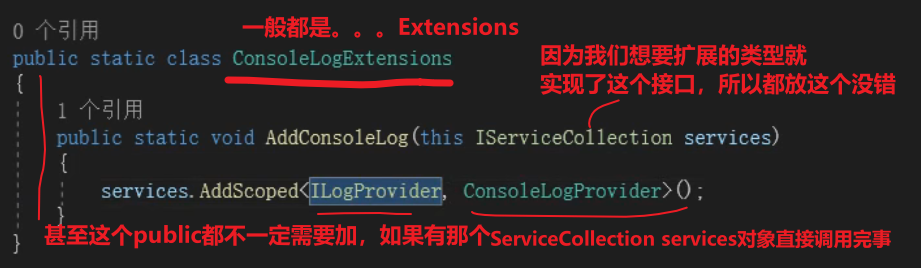 一般都是。。。Extensions
0 个引用
public static class ConsoleLogExtensions
因为我们想要扩展的类型就
实现了这个接口，所以都放这个没错
{
1 个引用
public static void AddConsoleLog(this IServiceCollection services)
{
services.AddScoped<ILogProvider, ConsoleLogProvider>();
}
甚至这个public都不一定需要加，如果有那个ServiceCollection services对象直接调用完事
}